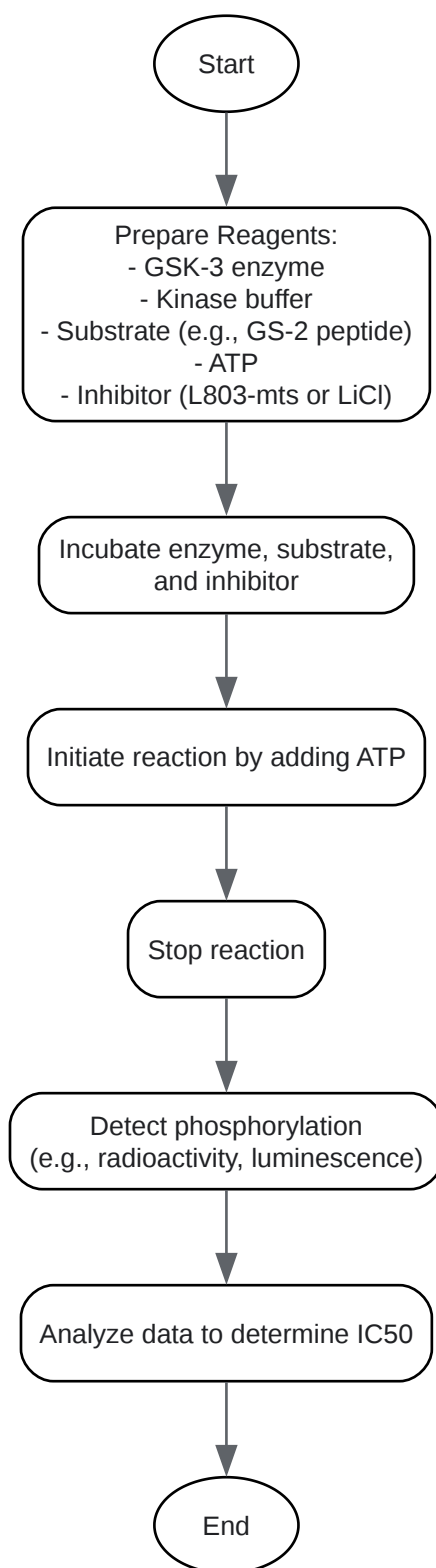 Start
Prepare Reagents:
- GSK-3 enzyme
- Kinase buffer
- Substrate (e.g., GS-2 peptide)
- ATP
- Inhibitor (L803-mts or LiCl)
Incubate enzyme, substrate,
and inhibitor
Initiate reaction by adding ATP
Stop reaction
Detect phosphorylation
(e.g., radioactivity, luminescence)
Analyze data to determine IC50
End